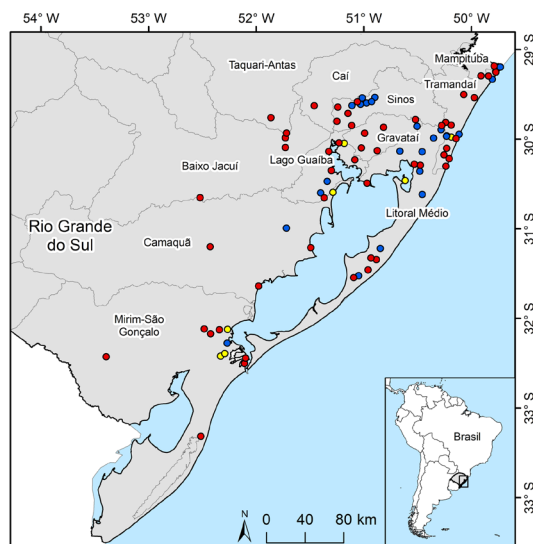 54°W 53°W 52°W 51°W 50°W
29°S
30°S
31°S
32°S
33°S
33°S
Mampituba
Taquari-Antas
Caí
Tramandaí
Sinos
Gravataí
Lago Guaíba
Baixo Jacuí
Litoral Médio
Rio Grande
do Sul
Camaquã
Mirim-São
Gonçalo
Brasil
N
0 40 80 km